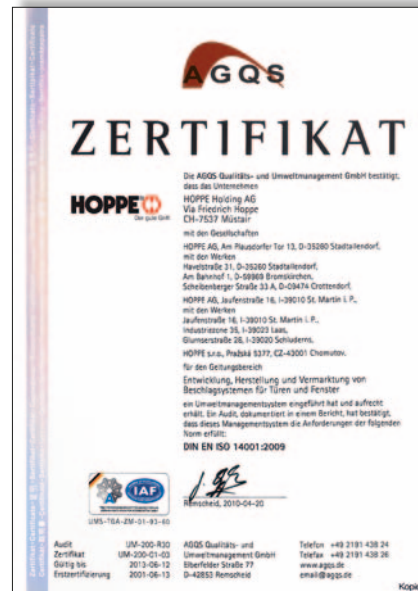 AGQS
ZERTIFIKAT
Die AGQS Qualitäts- und Umweltmanagement GmbH bestätigt,
dass das Unternehmen
HOPPE
Der gute Griff.
HOPPE Holding AG
Via Friedrich Hoppe
CH-7537 Müstair
mit den Gesellschaften
HOPPE AG, Am Plausdorfer Tor 13, D-35260 Stadtallendorf,
mit den Werken
Havelstraße 31, D-35260 Stadtallendorf,
Am Bahnhof 1, D-59969 Bromskirchen,
Scheibenberger Straße 33 A, D-09474 Crottendorf,
HOPPE AG, Jaufenstraße 16, I-39010 St. Martin i. P.,
mit den Werken
Jaufenstraße 16, I-39010 St. Martin i. P.,
Industriezone 35, I-39023 Laas,
Glurnserstraße 26, I-39020 Schluderns,
HOPPE s.r.o., Pražská 5377, CZ-43001 Chomutov,
für den Geltungsbereich
Entwicklung, Herstellung und Vermarktung von
Beschlagsystemen für Türen und Fenster
ein Umweltmanagementsystem eingeführt hat und aufrecht
erhält. Ein Audit, dokumentiert in einem Bericht, hat bestätigt,
dass dieses Managementsystem die Anforderungen der folgenden
Norm erfüllt:
DIN EN ISO 14001:2009
IAF
Remscheid, 2010-04-20
UMS-TGA-ZM-01-93-60
Audit UM-200-R30
Zertifikat UM-200-01-03
Gültig bis 2013-06-12
Erstzertifizierung 2001-06-13
AGQS Qualitäts- und
Umweltmanagement GmbH
Elberfelder Straße 77
D-42853 Remscheid
Telefon +49 2191 438 24
Telefax +49 2191 438 26
www.agqs.de
email@agqs.de
Kopie